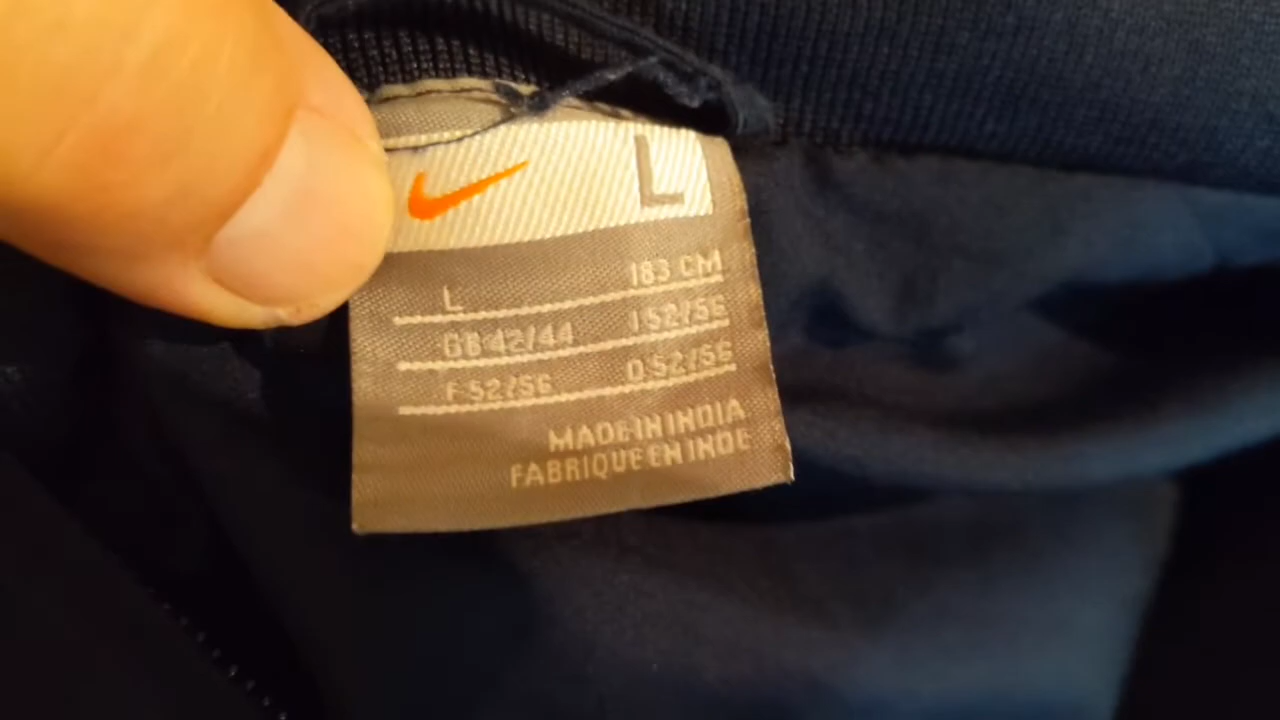 L
L 183 CM
GB 42/44 I 52/56
F 52/56 D 52/56
MADE IN INDIA
FABRIQUE EN INDE